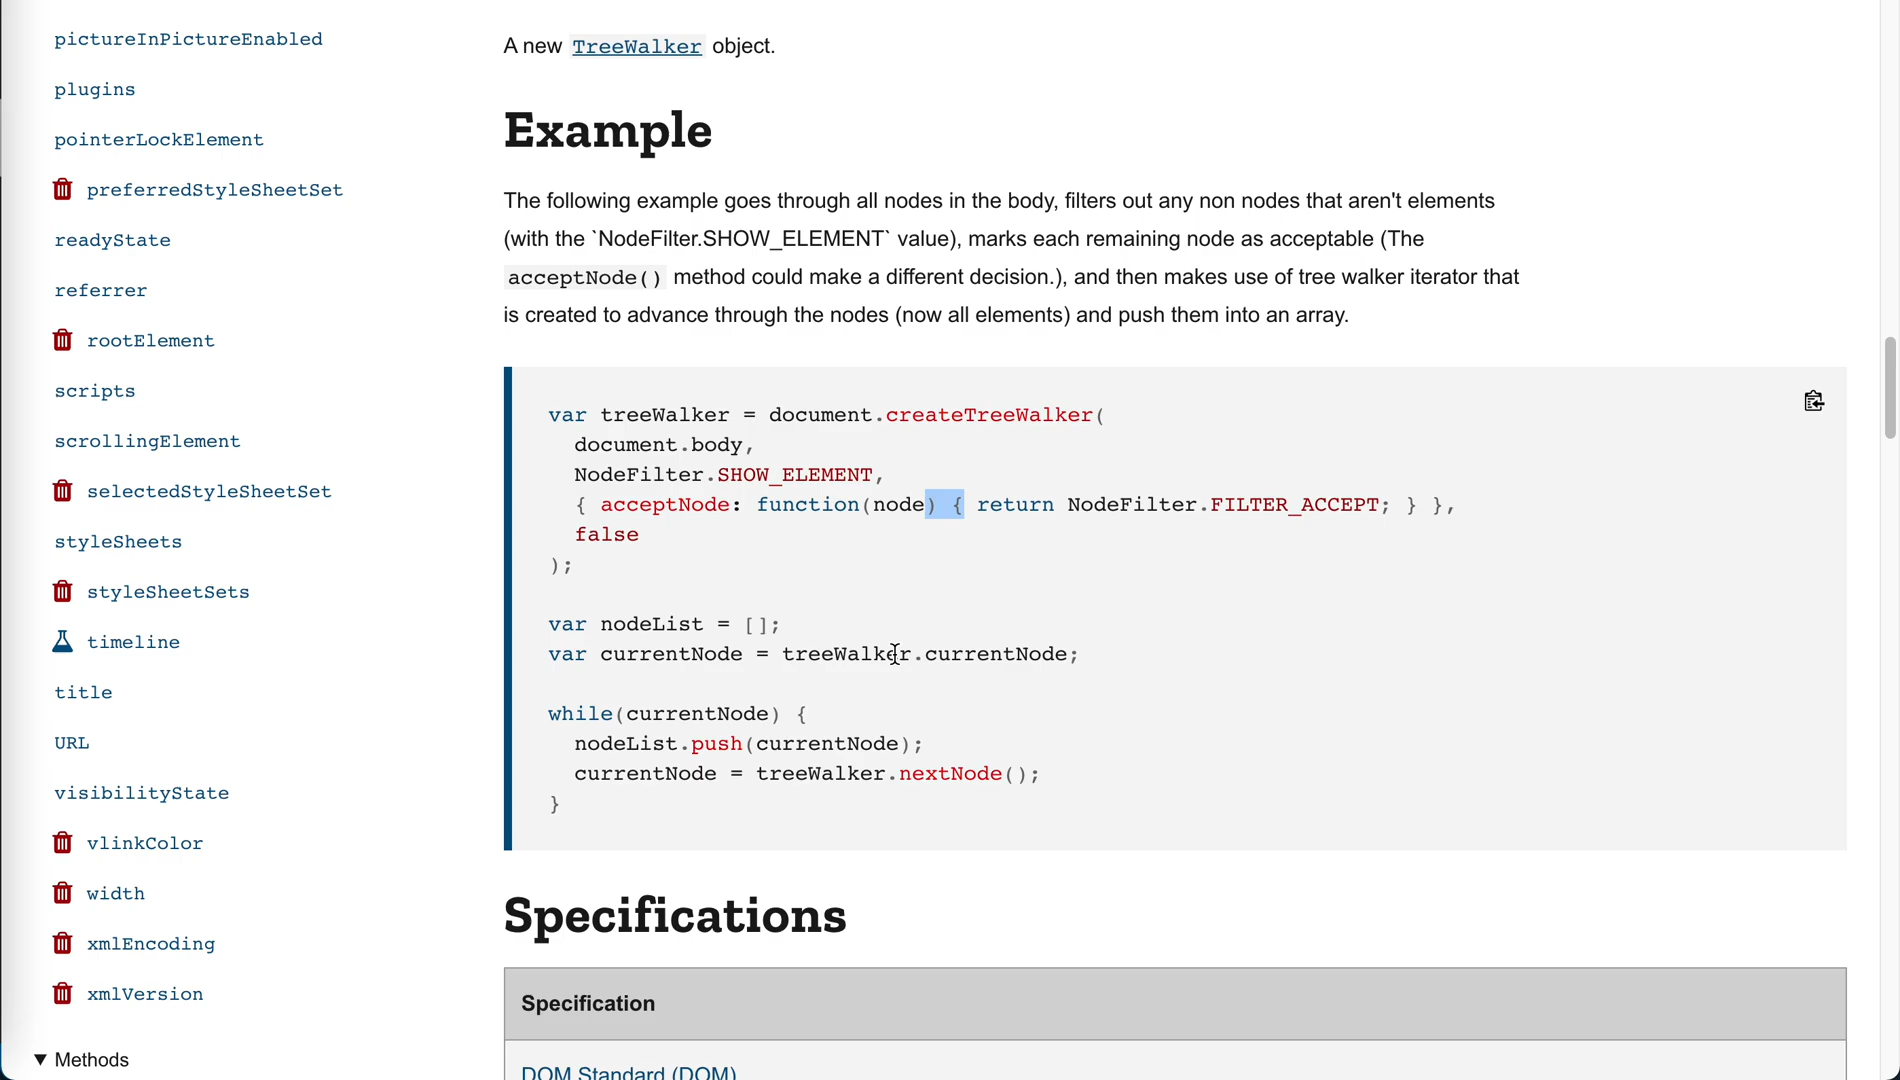 pictureInPictureEnabled
plugins
pointerLockElement
preferredStyleSheetSet
readyState
referrer
rootElement
scripts
scrollingElement
selectedStyleSheetSet
styleSheets
styleSheetSets
timeline
title
URL
visibilityState
vlinkColor
width
xmlEncoding
xmlVersion
▼ Methods
A new TreeWalker object.
Example
The following example goes through all nodes in the body, filters out any non nodes that aren't elements
(with the `NodeFilter.SHOW_ELEMENT` value), marks each remaining node as acceptable (The
acceptNode() method could make a different decision.), and then makes use of tree walker iterator that
is created to advance through the nodes (now all elements) and push them into an array.
var treeWalker = document.createTreeWalker(
  document.body,
  NodeFilter.SHOW_ELEMENT,
  { acceptNode: function(node) { return NodeFilter.FILTER_ACCEPT; } },
  false
);
var nodeList = [];
var currentNode = treeWalker.currentNode;
while(currentNode) {
  nodeList.push(currentNode);
  currentNode = treeWalker.nextNode();
}
Specifications
Specification
DOM Standard (DOM)